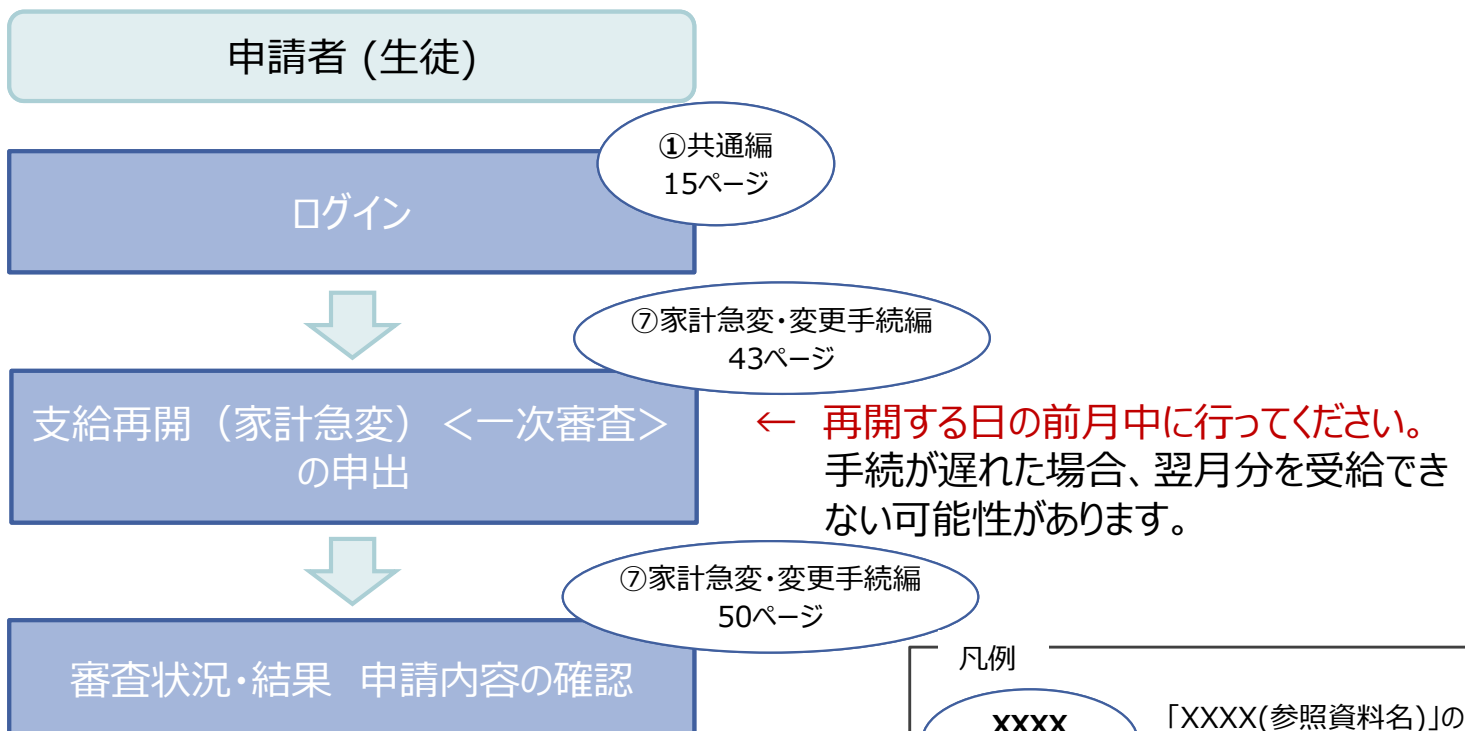 申請者 (生徒)
①共通編
15ページ
ログイン
⑦家計急変・変更手続編
43ページ
支給再開（家計急変）＜一次審査＞
の申出
← 再開する日の前月中に行ってください。
手続が遅れた場合、翌月分を受給でき
ない可能性があります。
⑦家計急変・変更手続編
50ページ
審査状況・結果　申請内容の確認
凡例
XXXX
「XXXX(参照資料名)」の